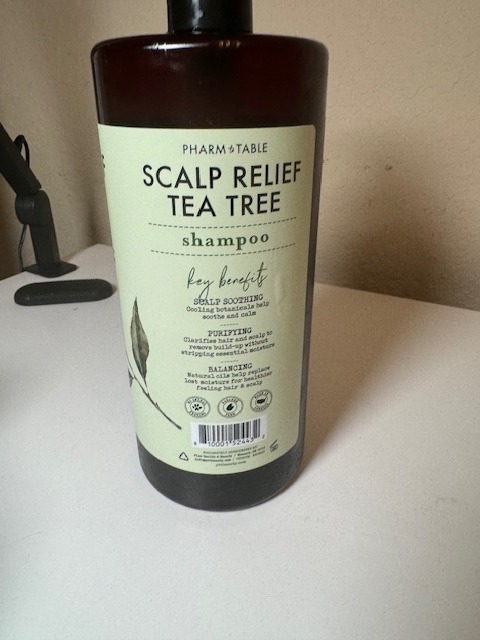 PHARM to TABLE
SCALP RELIEF
TEA TREE
shampoo
key benefits
SCALP SOOTHING
Cooling botanicals help
soothe and calm
PURIFYING
Clarifies hair and scalp to
remove build-up without
stripping essential moisture
BALANCING
Natural oils help replace
lost moisture for healthier
feeling hair & scalp